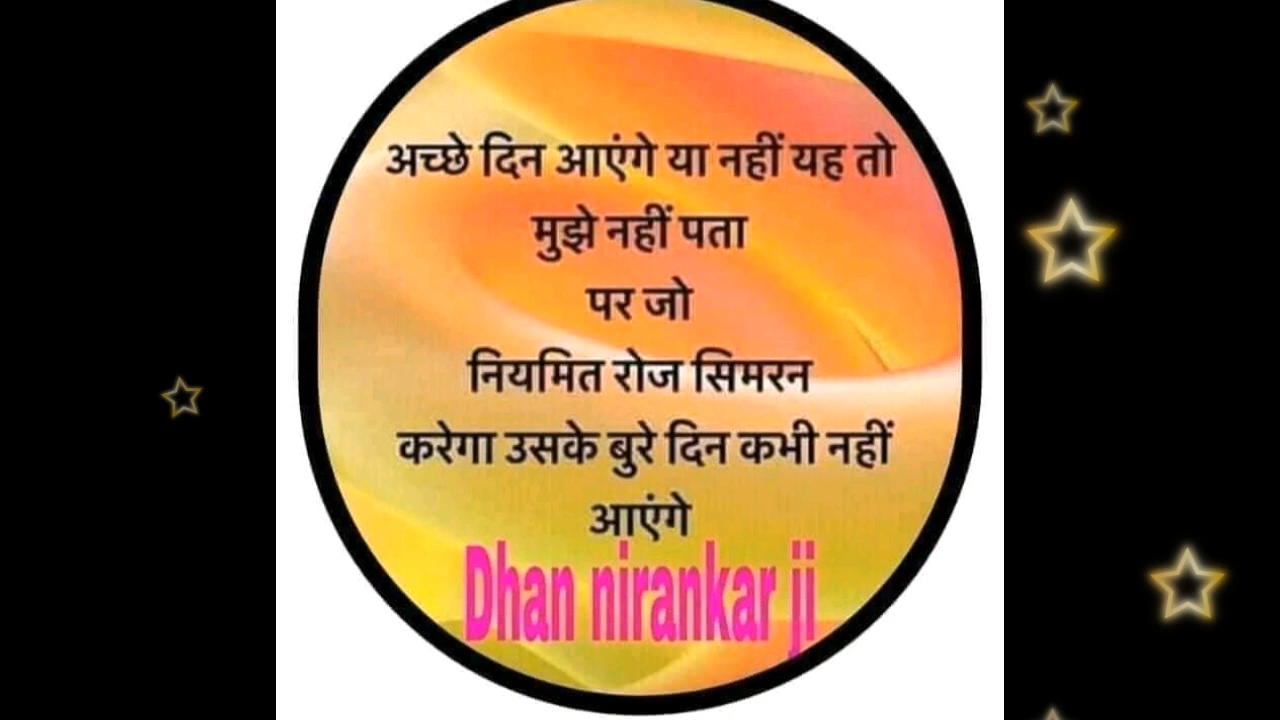 अच्छे दिन आएंगे या नहीं यह तो
मुझे नहीं पता
पर जो
नियमित रोज सिमरन
करेगा उसके बुरे दिन कभी नहीं
आएंगे
Dhan nirankar ji